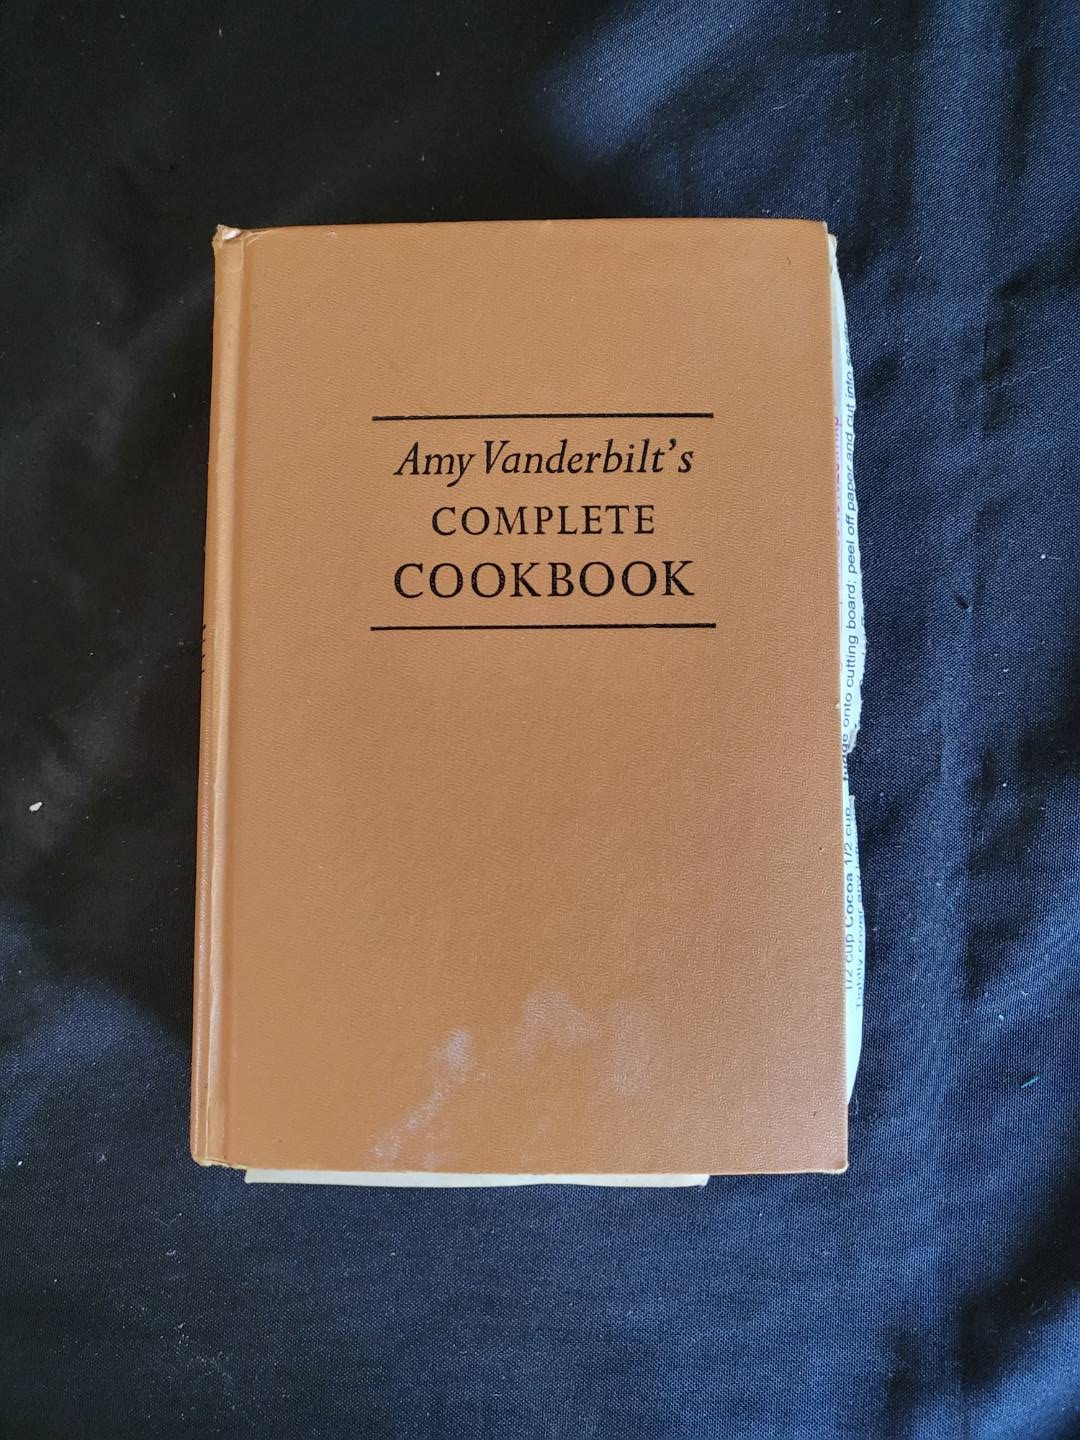 Amy Vanderbilt's
COMPLETE
COOKBOOK
onto cutting board; peel off paper and cut into
1/2 cup Cocoa 1/2 cup